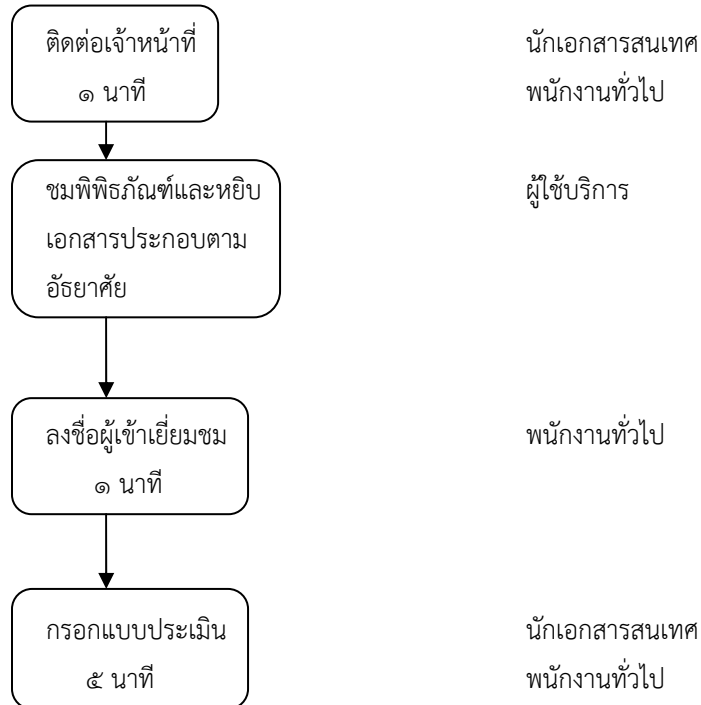 ติดต่อเจ้าหน้าที่ นักเอกสารสนเทศ
๑ นาที พนักงานทั่วไป
ชมพิพิธภัณฑ์และหยิบ ผู้ใช้บริการ
เอกสารประกอบตาม
อัธยาศัย
ลงชื่อผู้เข้าเยี่ยมชม พนักงานทั่วไป
๑ นาที
กรอกแบบประเมิน นักเอกสารสนเทศ
๕ นาที พนักงานทั่วไป